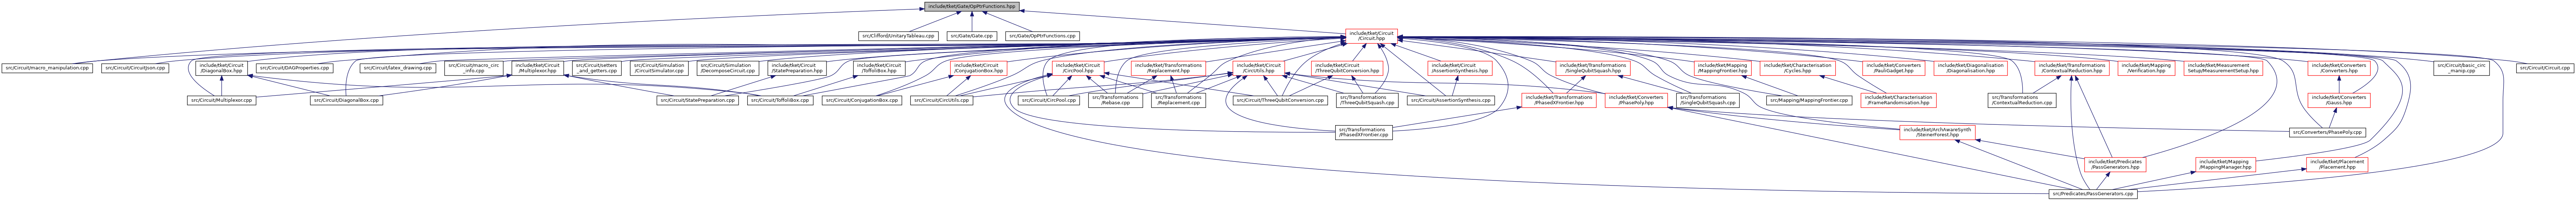 include/tket/Gate/OpPtrFunctions.hpp
src/Clifford/UnitaryTableau.cpp
src/Gate/Gate.cpp
src/Gate/OpPtrFunctions.cpp
include/tket/Circuit
/Circuit.hpp
src/Circuit/macro_manipulation.cpp
src/Circuit/CircuitJson.cpp
include/tket/Circuit
/DiagonalBox.hpp
src/Circuit/DAGProperties.cpp
src/Circuit/latex_drawing.cpp
src/Circuit/macro_circ
_info.cpp
include/tket/Circuit
/Multiplexor.hpp
src/Circuit/setters
_and_getters.cpp
src/Circuit/Simulation
/CircuitSimulator.cpp
src/Circuit/Simulation
/DecomposeCircuit.cpp
include/tket/Circuit
/StatePreparation.hpp
include/tket/Circuit
/ToffoliBox.hpp
include/tket/Circuit
/ConjugationBox.hpp
include/tket/Circuit
/CircPool.hpp
include/tket/Transformations
/Replacement.hpp
include/tket/Circuit
/CircUtils.hpp
include/tket/Circuit
/ThreeQubitConversion.hpp
include/tket/Circuit
/AssertionSynthesis.hpp
include/tket/Transformations
/SingleQubitSquash.hpp
include/tket/Mapping
/MappingFrontier.hpp
include/tket/Characterisation
/Cycles.hpp
include/tket/Converters
/PauliGadget.hpp
include/tket/Diagonalisation
/Diagonalisation.hpp
include/tket/Transformations
/ContextualReduction.hpp
include/tket/Mapping
/Verification.hpp
include/tket/Measurement
Setup/MeasurementSetup.hpp
include/tket/Converters
/Converters.hpp
src/Circuit/basic_circ
_manip.cpp
src/Circuit/Circuit.cpp
src/Circuit/Multiplexor.cpp
src/Circuit/DiagonalBox.cpp
src/Circuit/StatePreparation.cpp
src/Circuit/ToffoliBox.cpp
src/Circuit/ConjugationBox.cpp
src/Circuit/CircUtils.cpp
src/Circuit/CircPool.cpp
src/Transformations
/Rebase.cpp
src/Transformations
/Replacement.cpp
src/Circuit/ThreeQubitConversion.cpp
src/Transformations
/ThreeQubitSquash.cpp
src/Circuit/AssertionSynthesis.cpp
include/tket/Transformations
/PhasedXFrontier.hpp
include/tket/Converters
/PhasePoly.hpp
src/Transformations
/SingleQubitSquash.cpp
src/Mapping/MappingFrontier.cpp
include/tket/Characterisation
/FrameRandomisation.hpp
src/Transformations
/ContextualReduction.cpp
include/tket/Converters
/Gauss.hpp
src/Transformations
/PhasedXFrontier.cpp
include/tket/ArchAwareSynth
/SteinerForest.hpp
src/Converters/PhasePoly.cpp
include/tket/Predicates
/PassGenerators.hpp
include/tket/Mapping
/MappingManager.hpp
include/tket/Placement
/Placement.hpp
src/Predicates/PassGenerators.cpp